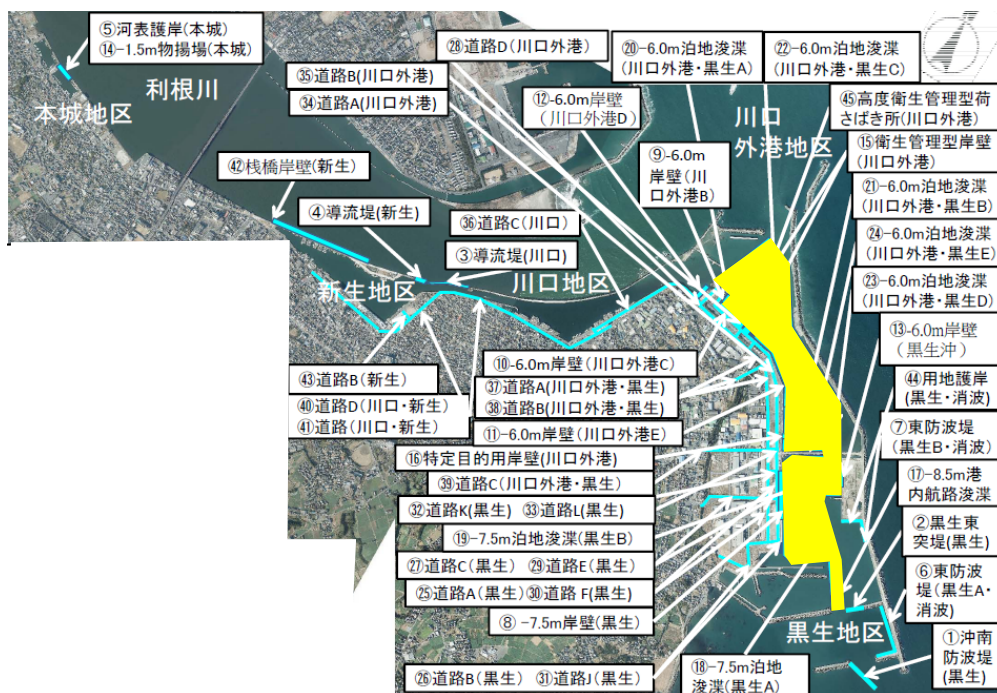 ⑤河表護岸(本城)
⑭-1.5m物揚場(本城)
利根川
本城地区
㉟道路B(川口外港)
㉞道路A(川口外港)
㉘道路D(川口外港)
⑫-6.0m岸壁
(川口外港D)
⑳-6.0m泊地浚渫
(川口外港・黒生A)
㉒-6.0m泊地浚渫
(川口外港・黒生C)
川口
外港地区
㊺高度衛生管理型荷
さばき所(川口外港)
⑮衛生管理型岸壁
(川口外港)
⑨-6.0m
岸壁(川
口外港B)
㉑-6.0m泊地浚渫
(川口外港・黒生B)
㉔-6.0m泊地浚渫
(川口外港・黒生E)
㉓-6.0m泊地浚渫
(川口外港・黒生D)
⑬-6.0m岸壁
(黒生沖)
㊹用地護岸
(黒生・消波)
⑦東防波堤
(黒生B・消波)
⑰-8.5m港
内航路浚渫
②黒生東
突堤(黒生)
⑥東防波
堤(黒生A・
消波)
①沖南
防波堤
(黒生)
㊷桟橋岸壁(新生)
④導流堤(新生)
㊱道路C(川口)
③導流堤(川口)
新生地区
川口地区
㊸道路B(新生)
㊵道路D(川口・新生)
㊶道路(川口・新生)
⑩-6.0m岸壁(川口外港C)
㊲道路A(川口外港・黒生)
㊳道路B(川口外港・黒生)
⑪-6.0m岸壁(川口外港E)
⑯特定目的用岸壁(川口外港)
㊴道路C(川口外港・黒生)
㉜道路K(黒生) ㉝道路L(黒生)
⑲-7.5m泊地浚渫(黒生B)
㉗道路C(黒生) ㉙道路E(黒生)
㉕道路A(黒生) ㉚道路F(黒生)
⑧ -7.5m岸壁(黒生)
㉖道路B(黒生) ㉛道路J(黒生)
⑱-7.5m泊地
浚渫(黒生A)
黒生地区